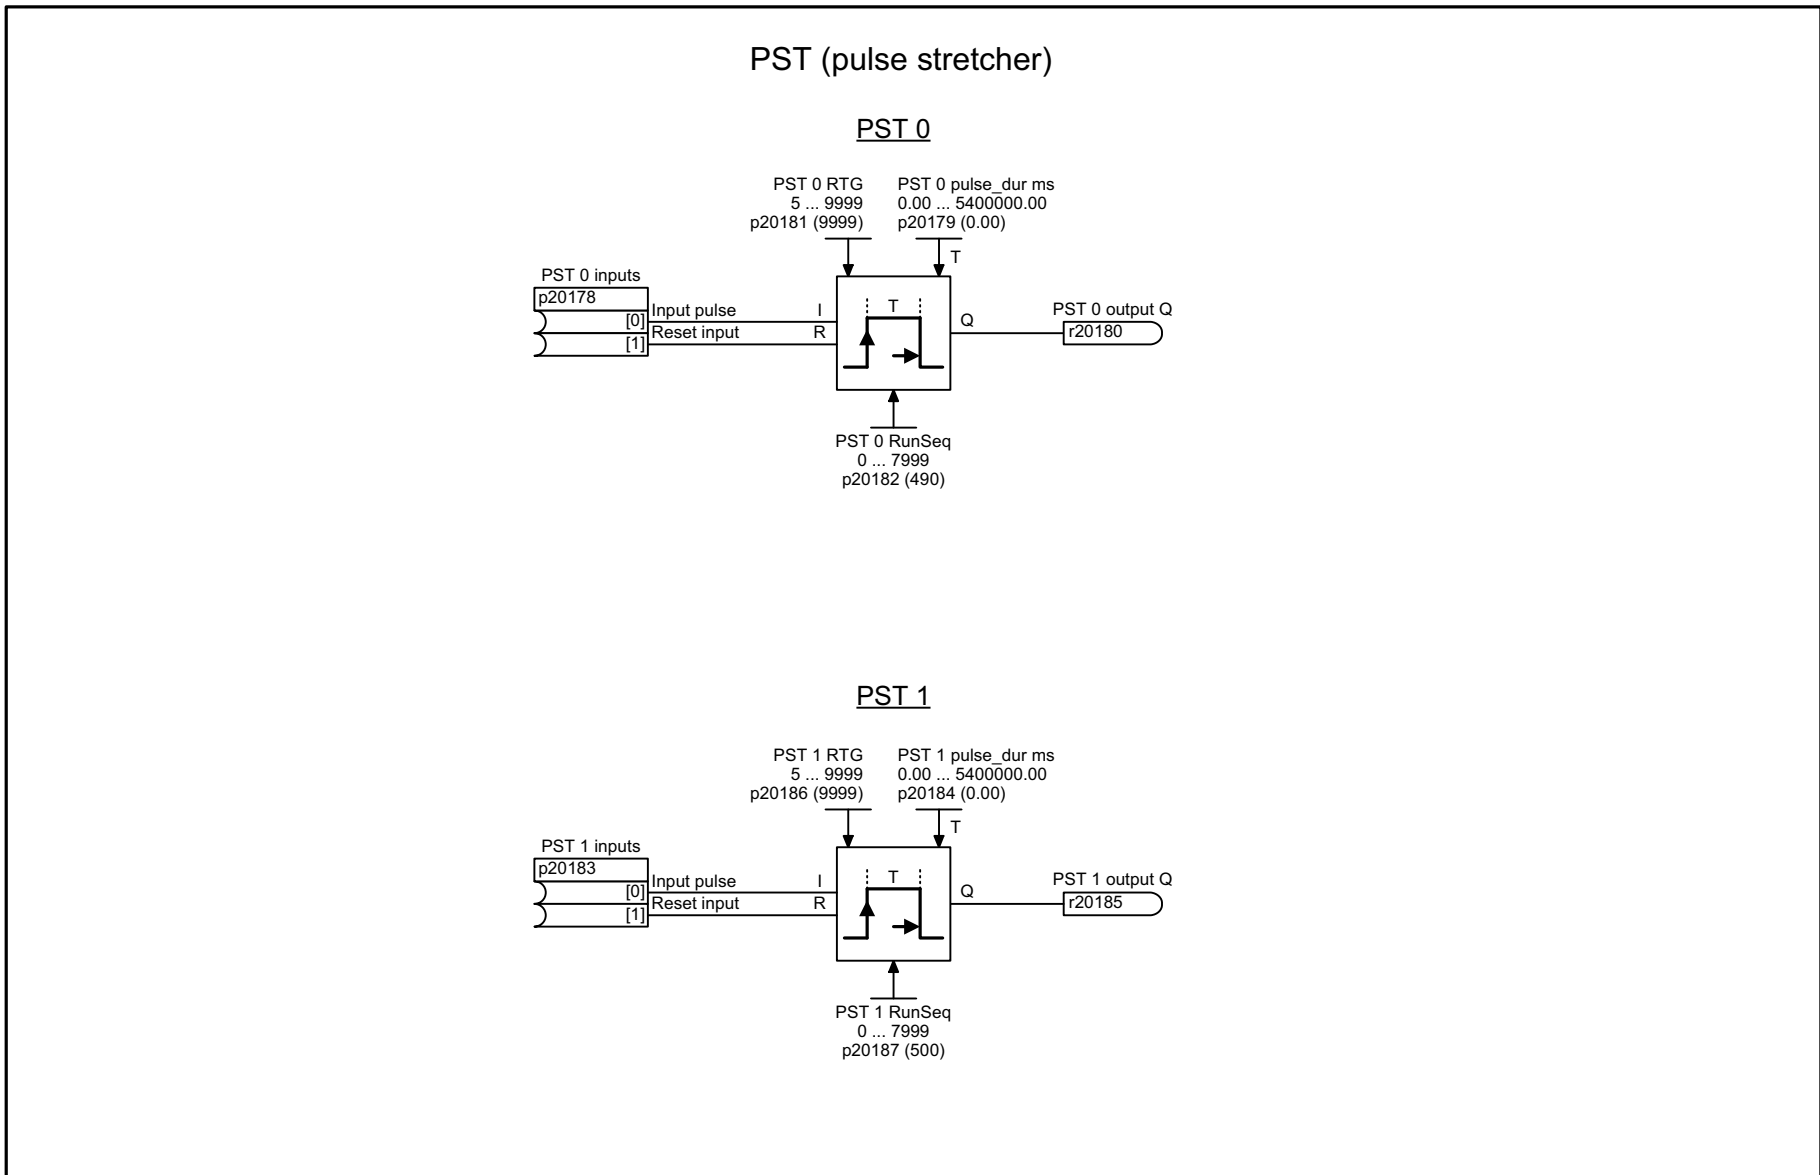 PST (pulse stretcher)
PST 0
PST 0 RTG
5 ... 9999
p20181 (9999)
PST 0 pulse_dur ms
0.00 ... 5400000.00
p20179 (0.00)
T
PST 0 inputs
p20178
[0]
[1]
Input pulse
Reset input
I
R
T
Q
PST 0 output Q
r20180
PST 0 RunSeq
0 ... 7999
p20182 (490)
PST 1
PST 1 RTG
5 ... 9999
p20186 (9999)
PST 1 pulse_dur ms
0.00 ... 5400000.00
p20184 (0.00)
T
PST 1 inputs
p20183
[0]
[1]
Input pulse
Reset input
I
R
T
Q
PST 1 output Q
r20185
PST 1 RunSeq
0 ... 7999
p20187 (500)